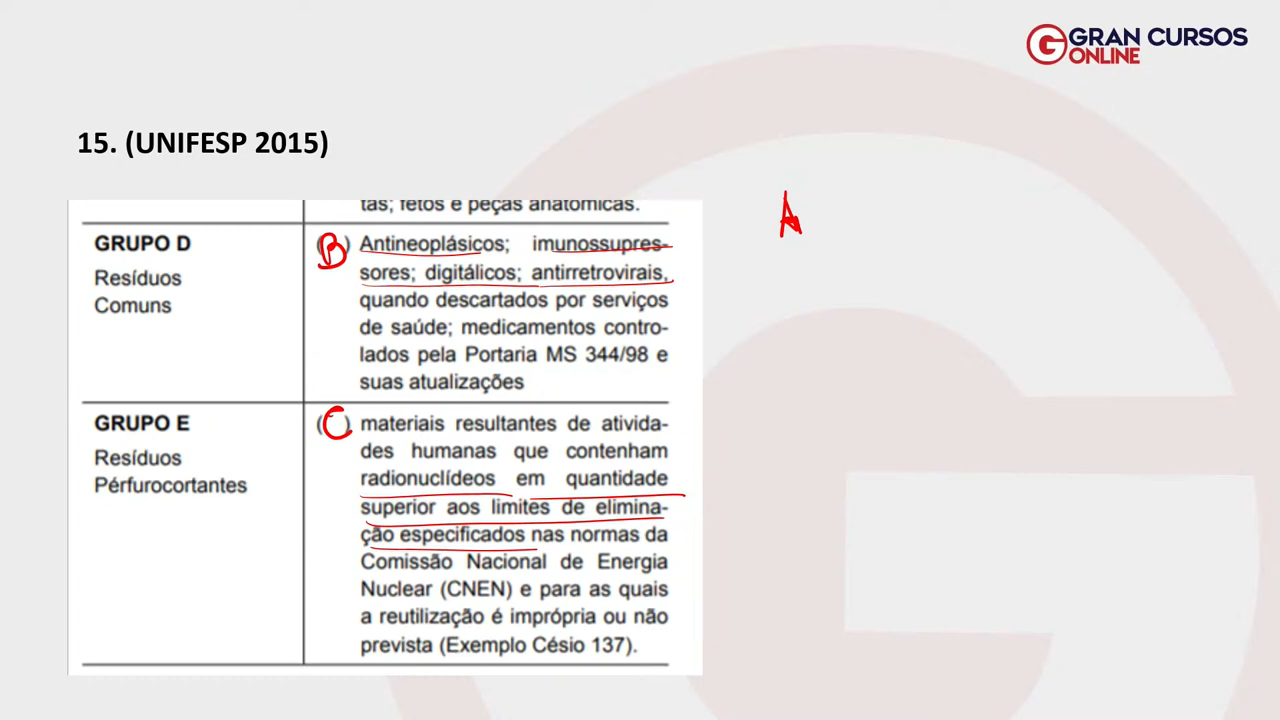 GRAN CURSOS
ONLINE
15. (UNIFESP 2015)
tas; fetos e peças anatômicas.
GRUPO D
Resíduos
Comuns
(B) Antineoplásicos; imunossupres-
sores; digitálicos; antirretrovirais,
quando descartados por serviços
de saúde; medicamentos contro-
lados pela Portaria MS 344/98 e
suas atualizações
GRUPO E
Resíduos
Pérfurocortantes
(C) materiais resultantes de ativida-
des humanas que contenham
radionuclídeos em quantidade
superior aos limites de elimina-
ção especificados nas normas da
Comissão Nacional de Energia
Nuclear (CNEN) e para as quais
a reutilização é imprópria ou não
prevista (Exemplo Césio 137).
A